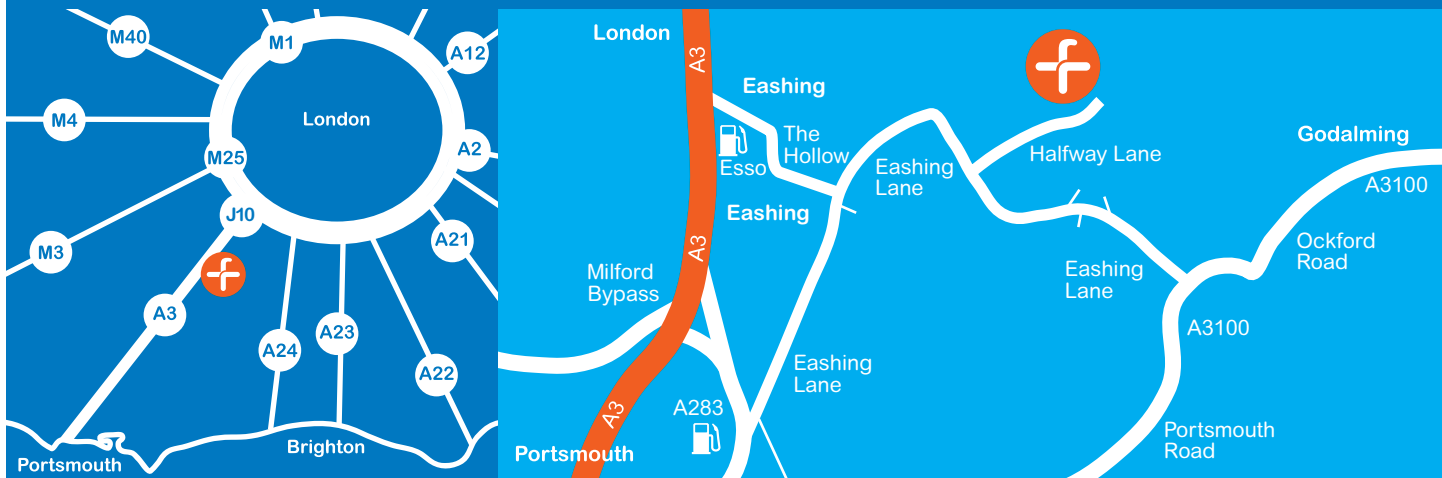 M40
M1
A12
M4
London
M25
A2
J10
M3
A21
A3
A24
A23
A22
Brighton
Portsmouth
London
A3
Eashing
The
Hollow
Esso
Eashing
Lane
Halfway Lane
Godalming
A3100
Eashing
A3
Milford
Bypass
Eashing
Lane
Ockford
Road
A3100
Eashing
Lane
A283
A3
Portsmouth
Portsmouth
Road